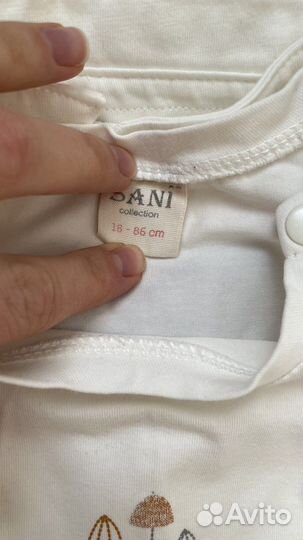 SANİ
collection
18 - 86 cm
Avito